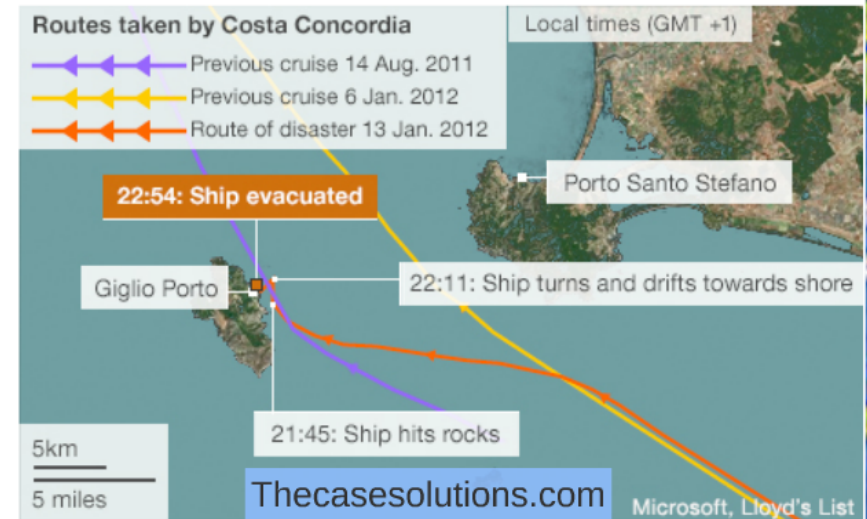 Routes taken by Costa Concordia
Local times (GMT +1)
Previous cruise 14 Aug. 2011
Previous cruise 6 Jan. 2012
Route of disaster 13 Jan. 2012
Porto Santo Stefano
22:54: Ship evacuated
Giglio Porto
22:11: Ship turns and drifts towards shore
21:45: Ship hits rocks
5km
5 miles
Thecasesolutions.com
Microsoft, Lloyd's List